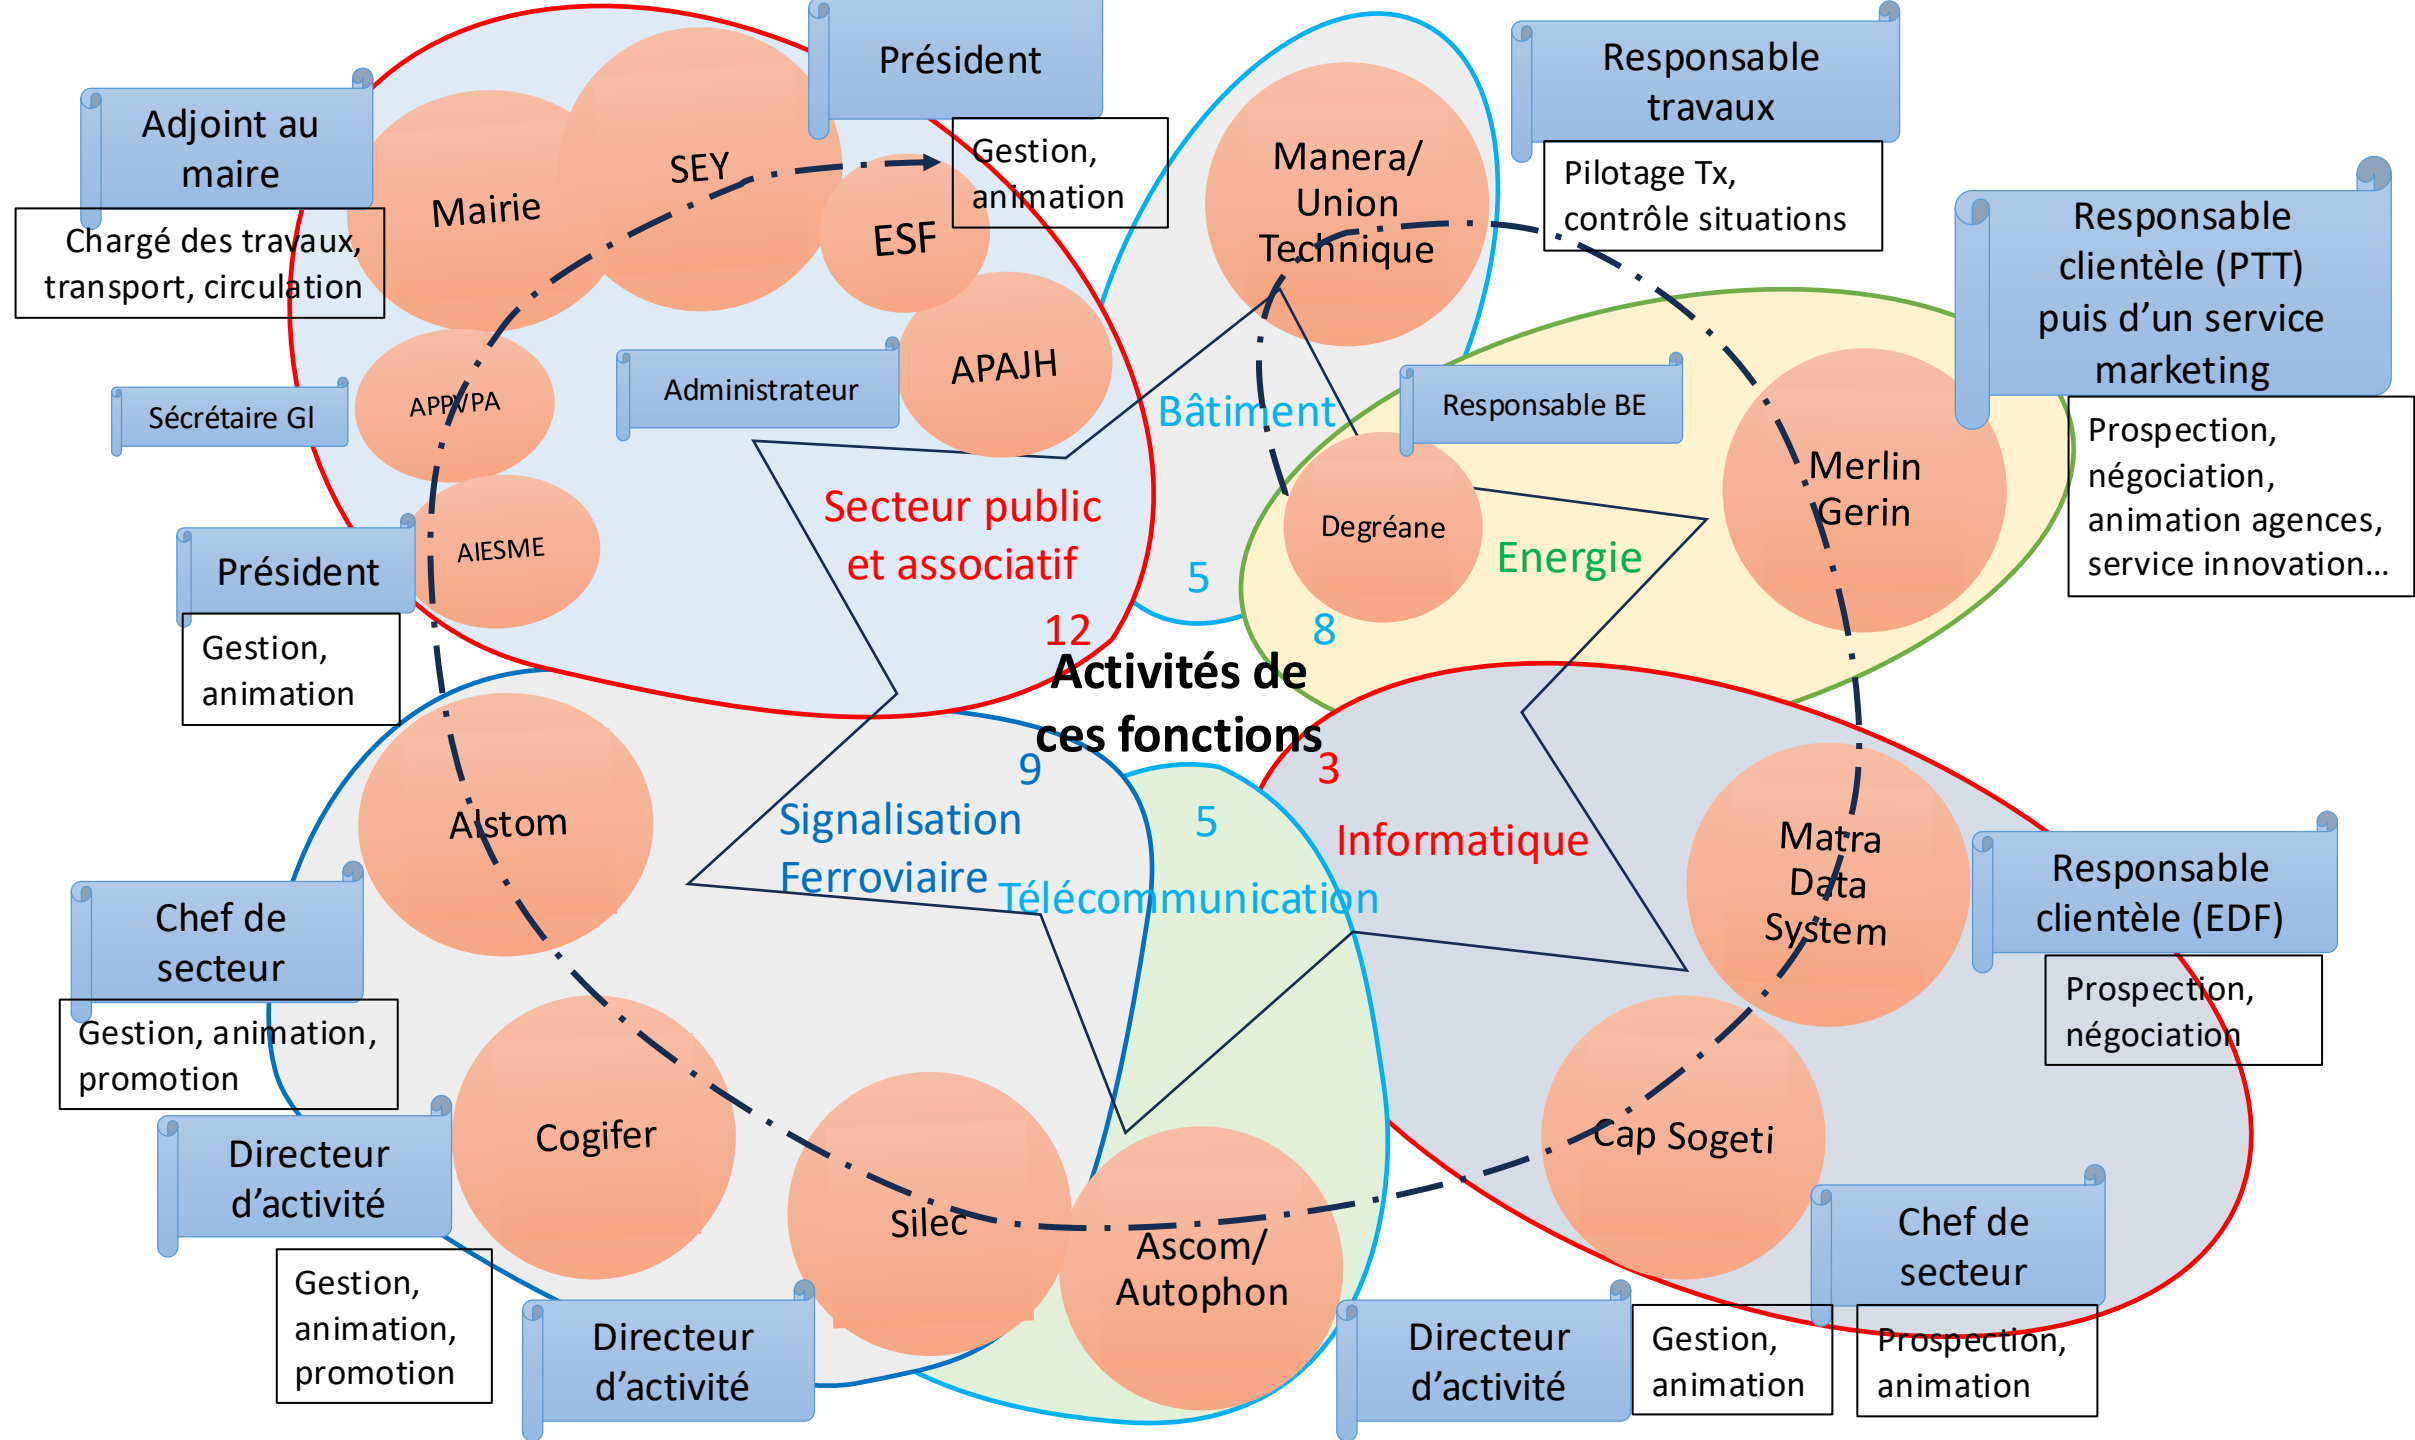 Président
Gestion,
animation
Adjoint au
maire
Chargé des travaux,
transport, circulation
Mairie
SEY
ESF
APAJH
Administrateur
Sécrétaire Gl
APPVPA
Président
AIESME
Gestion,
animation
Secteur public
et associatif
12
Manera/
Union
Technique
Bâtiment
5
Responsable
travaux
Pilotage Tx,
contrôle situations
Responsable BE
Degréane
Energie
8
Merlin
Gerin
Responsable
clientèle (PTT)
puis d’un service
marketing
Prospection,
négociation,
animation agences,
service innovation…
Activités de
ces fonctions
9
Signalisation
Ferroviaire
5
Télécommunication
3
Informatique
Matra
Data
System
Responsable
clientèle (EDF)
Prospection,
négociation
Cap Sogeti
Chef de
secteur
Prospection,
animation
Alstom
Chef de
secteur
Gestion, animation,
promotion
Cogifer
Directeur
d’activité
Gestion,
animation,
promotion
Silec
Directeur
d’activité
Ascom/
Autophon
Directeur
d’activité
Gestion,
animation